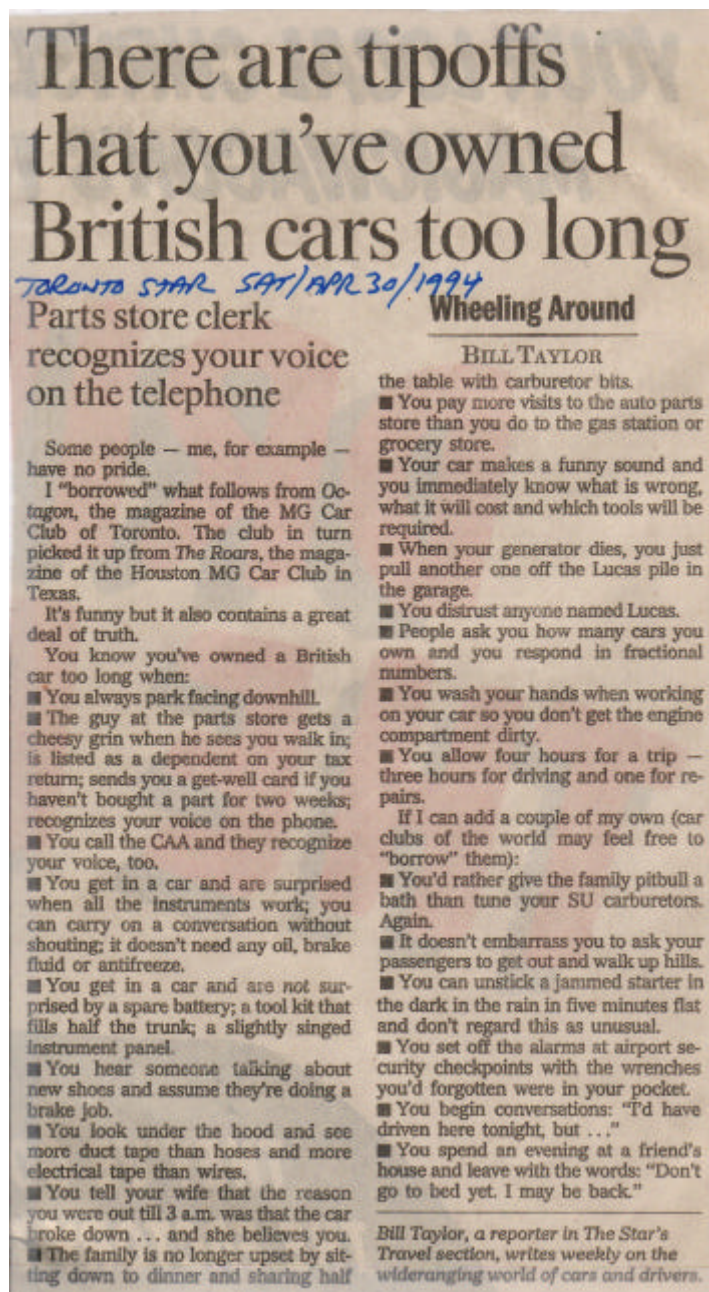 There are tipoffs
that you've owned
British cars too long
TORONTO STAR SAT/APR 30/1994
Parts store clerk
recognizes your voice
on the telephone
Some people — me, for example —
have no pride.
I "borrowed" what follows from Oc-
tagon, the magazine of the MG Car
Club of Toronto. The club in turn
picked it up from The Roars, the maga-
zine of the Houston MG Car Club in
Texas.
It's funny but it also contains a great
deal of truth.
You know you've owned a British
car too long when:
■ You always park facing downhill.
■ The guy at the parts store gets a
cheesy grin when he sees you walk in;
is listed as a dependent on your tax
return; sends you a get-well card if you
haven't bought a part for two weeks;
recognizes your voice on the phone.
■ You call the CAA and they recognize
your voice, too.
■ You get in a car and are surprised
when all the instruments work; you
can carry on a conversation without
shouting; it doesn't need any oil, brake
fluid or antifreeze.
■ You get in a car and are not sur-
prised by a spare battery; a tool kit that
fills half the trunk; a slightly singed
instrument panel.
■ You hear someone talking about
new shoes and assume they're doing a
brake job.
■ You look under the hood and see
more duct tape than hoses and more
electrical tape than wires.
■ You tell your wife that the reason
you were out till 3 a.m. was that the car
broke down ... and she believes you.
■ The family is no longer upset by sit-
ting down to dinner and sharing half
Wheeling Around
BILL TAYLOR
the table with carburetor bits.
■ You pay more visits to the auto parts
store than you do to the gas station or
grocery store.
■ Your car makes a funny sound and
you immediately know what is wrong,
what it will cost and which tools will be
required.
■ When your generator dies, you just
pull another one off the Lucas pile in
the garage.
■ You distrust anyone named Lucas.
■ People ask you how many cars you
own and you respond in fractional
numbers.
■ You wash your hands when working
on your car so you don't get the engine
compartment dirty.
■ You allow four hours for a trip —
three hours for driving and one for re-
pairs.
If I can add a couple of my own (car
clubs of the world may feel free to
"borrow" them):
■ You'd rather give the family pitbull a
bath than tune your SU carburetors.
Again.
■ It doesn't embarrass you to ask your
passengers to get out and walk up hills.
■ You can unstick a jammed starter in
the dark in the rain in five minutes flat
and don't regard this as unusual.
■ You set off the alarms at airport se-
curity checkpoints with the wrenches
you'd forgotten were in your pocket.
■ You begin conversations: "I'd have
driven here tonight, but ..."
■ You spend an evening at a friend's
house and leave with the words: "Don't
go to bed yet. I may be back."
Bill Taylor, a reporter in The Star's
Travel section, writes weekly on the
wideranging world of cars and drivers.